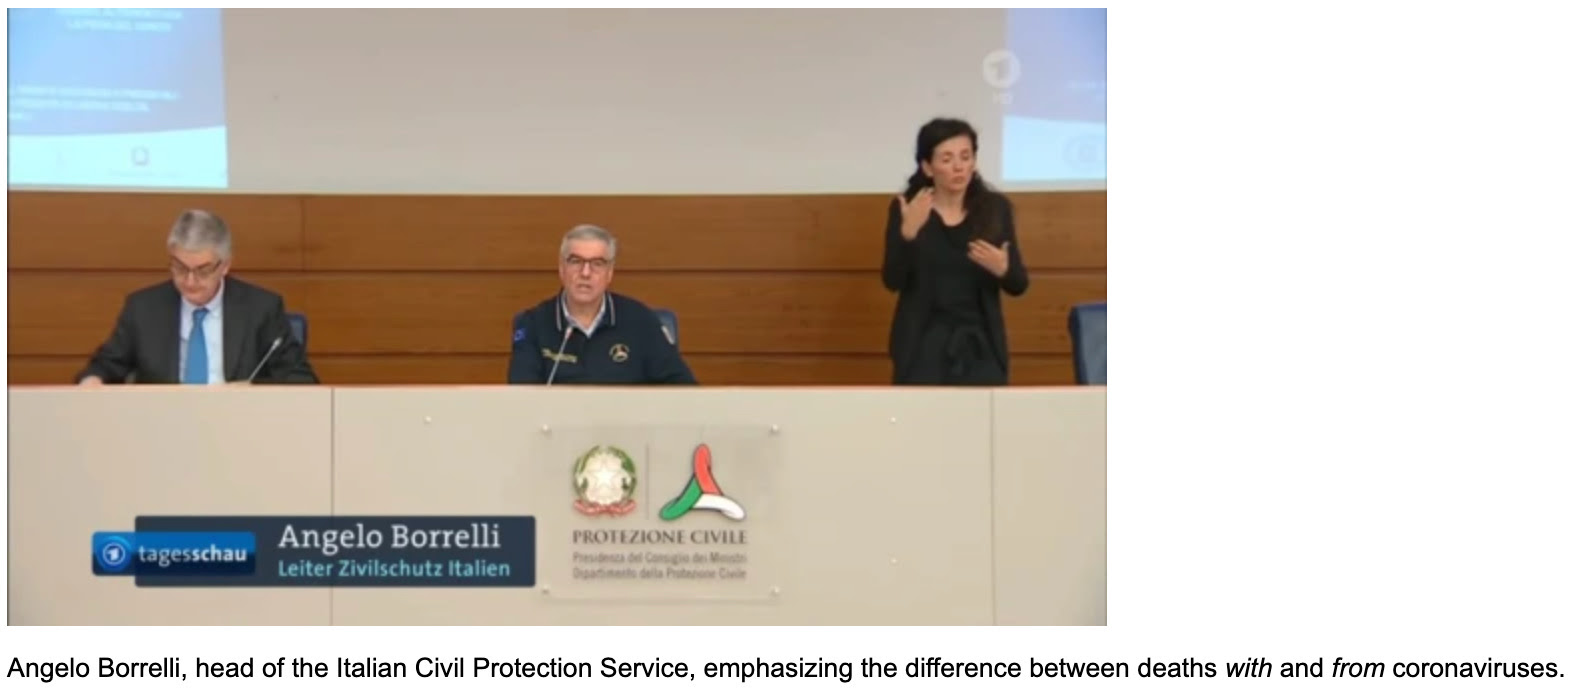 HD
tagesschau
Angelo Borrelli
Leiter Zivilschutz Italien
PROTEZIONE CIVILE
Presidenza del Consiglio dei Ministri
Dipartimento della Protezione Civile
Angelo Borrelli, head of the Italian Civil Protection Service, emphasizing the difference between deaths with and from coronaviruses.